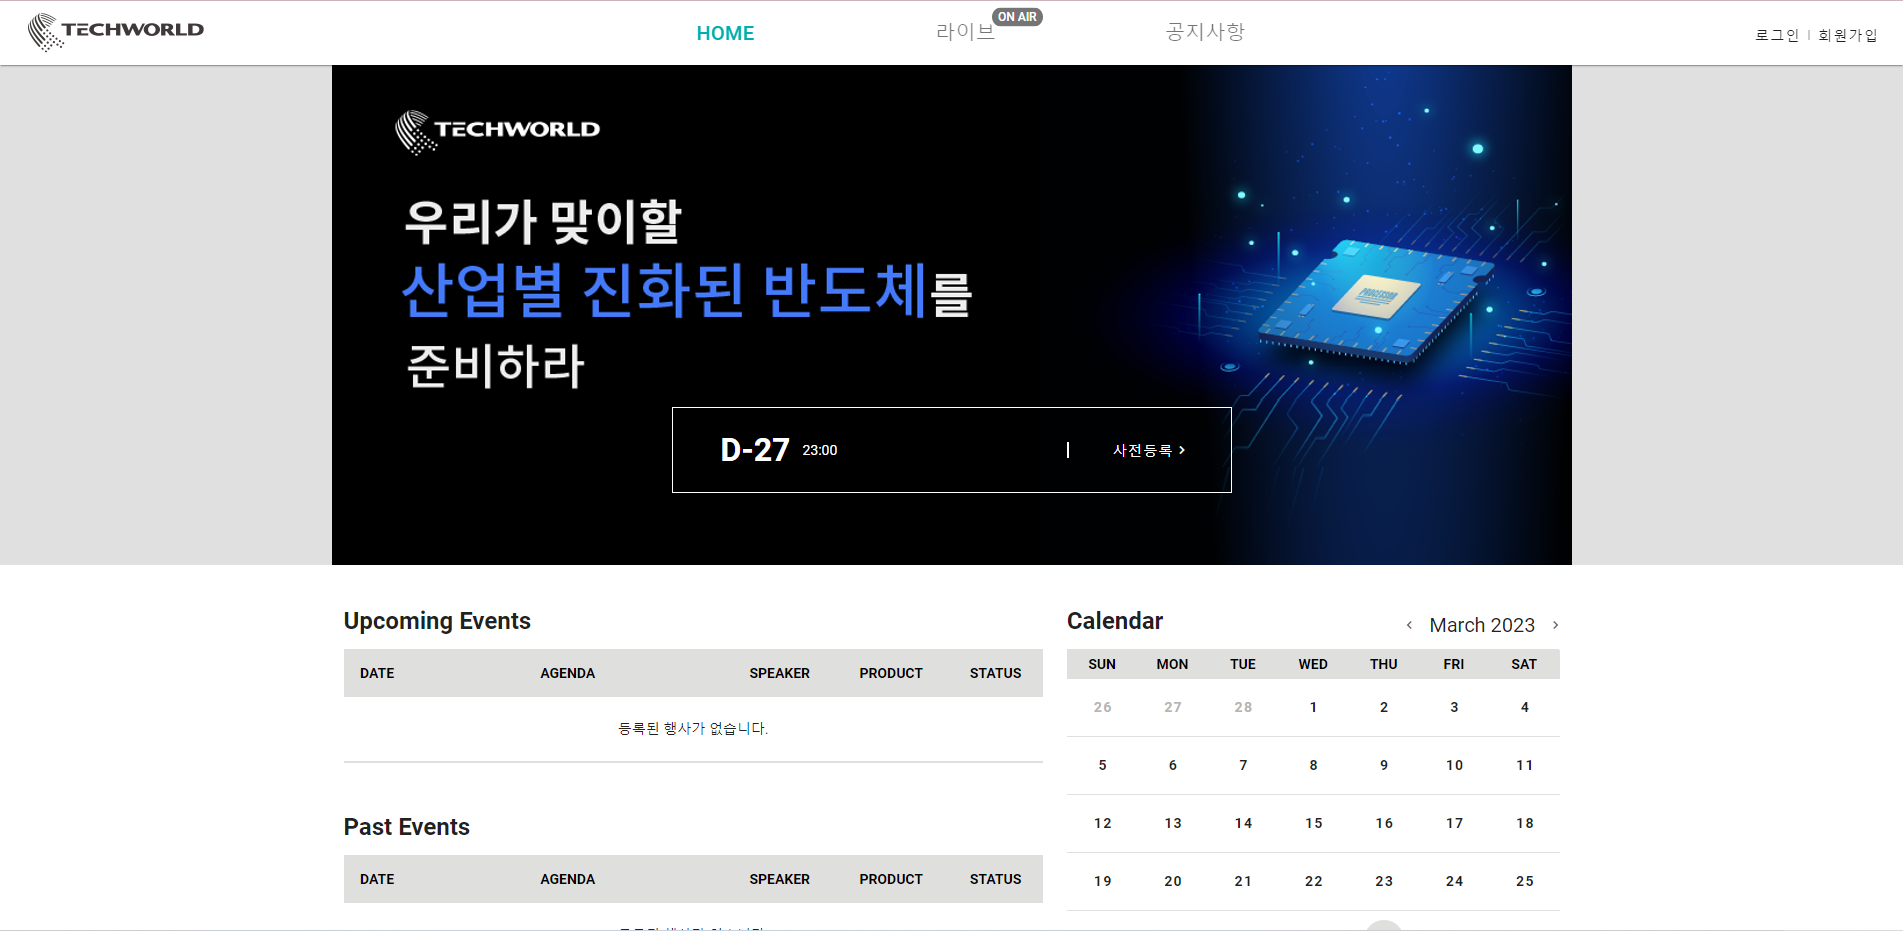 TECHWORLD
HOME
라이브 ON AIR
공지사항
로그인 | 회원가입
TECHWORLD
우리가 맞이할
산업별 진화된 반도체를
준비하라
PROCESSOR
D-27 23:00 | 사전등록 >
Upcoming Events
DATE AGENDA SPEAKER PRODUCT STATUS
등록된 행사가 없습니다.
Past Events
DATE AGENDA SPEAKER PRODUCT STATUS
Calendar
< March 2023 >
SUN MON TUE WED THU FRI SAT
26 27 28 1 2 3 4
5 6 7 8 9 10 11
12 13 14 15 16 17 18
19 20 21 22 23 24 25